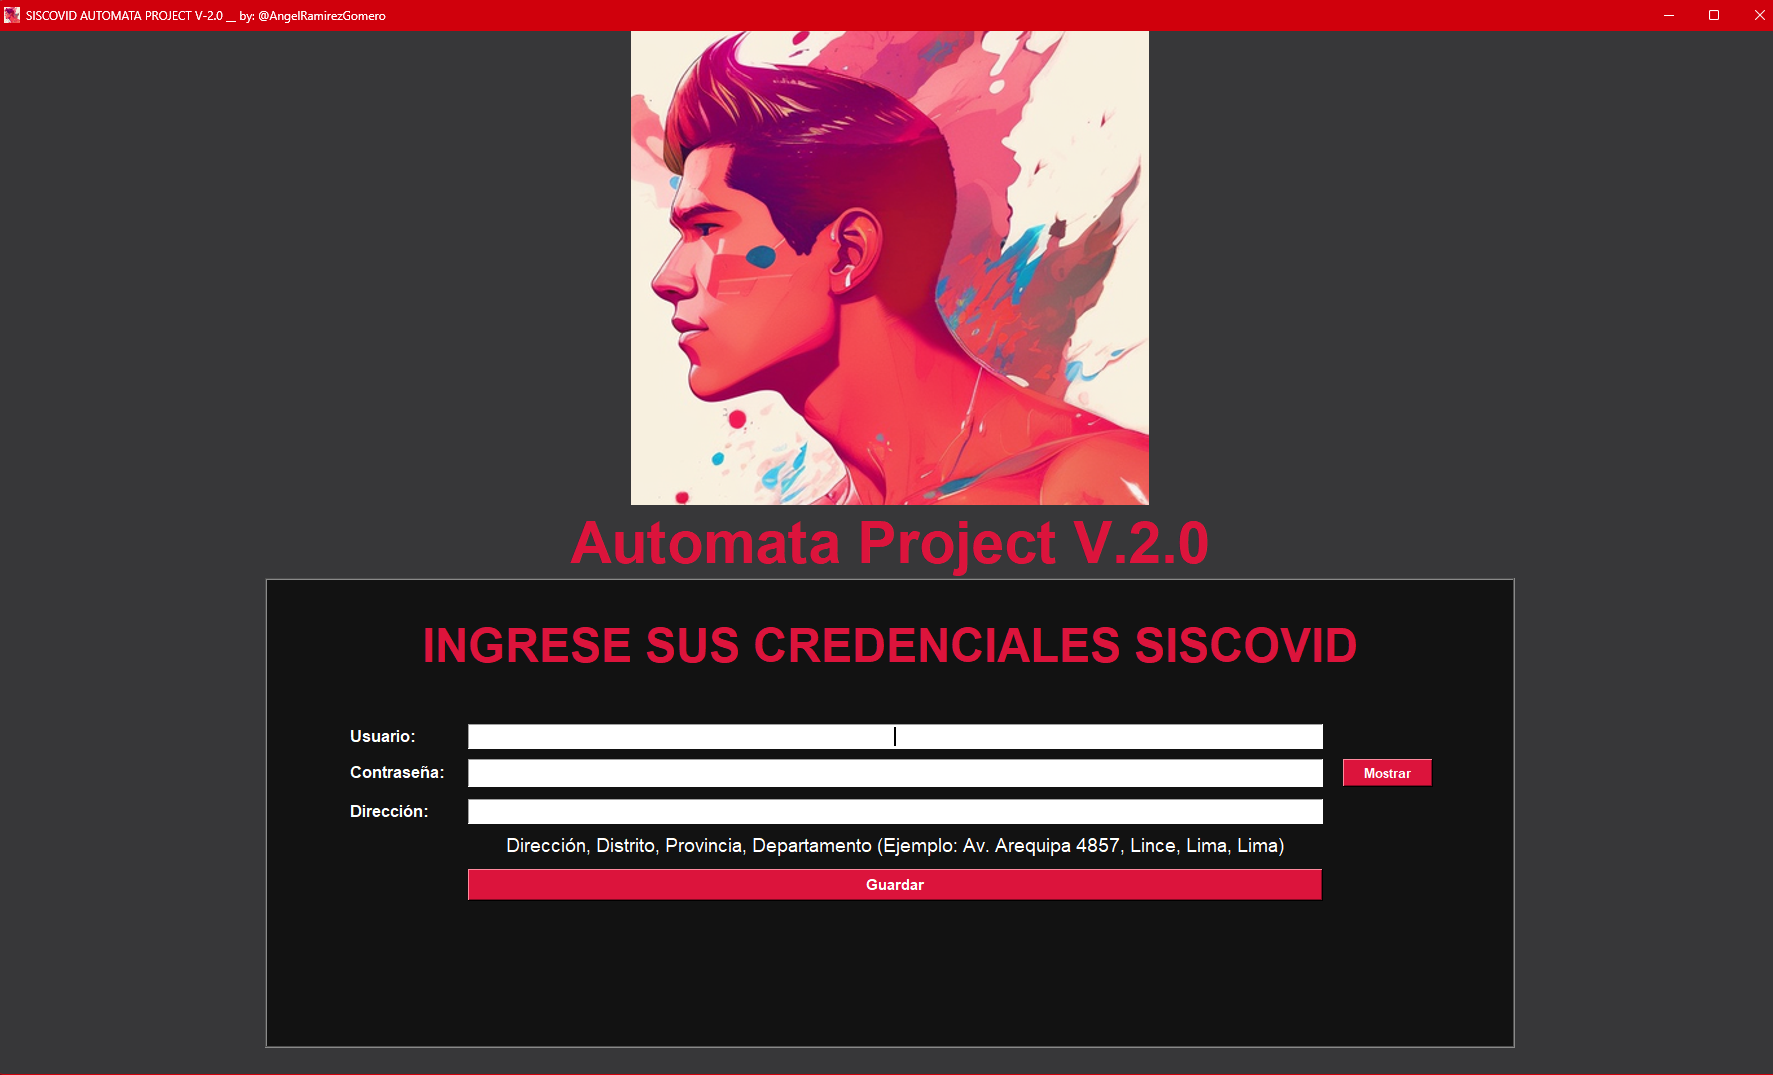 SISCOVID AUTOMATA PROJECT V-2.0 __ by: @AngelRamirezGomero
Automata Project V.2.0
INGRESE SUS CREDENCIALES SISCOVID
Usuario:
Contraseña:
Mostrar
Dirección:
Dirección, Distrito, Provincia, Departamento (Ejemplo: Av. Arequipa 4857, Lince, Lima, Lima)
Guardar